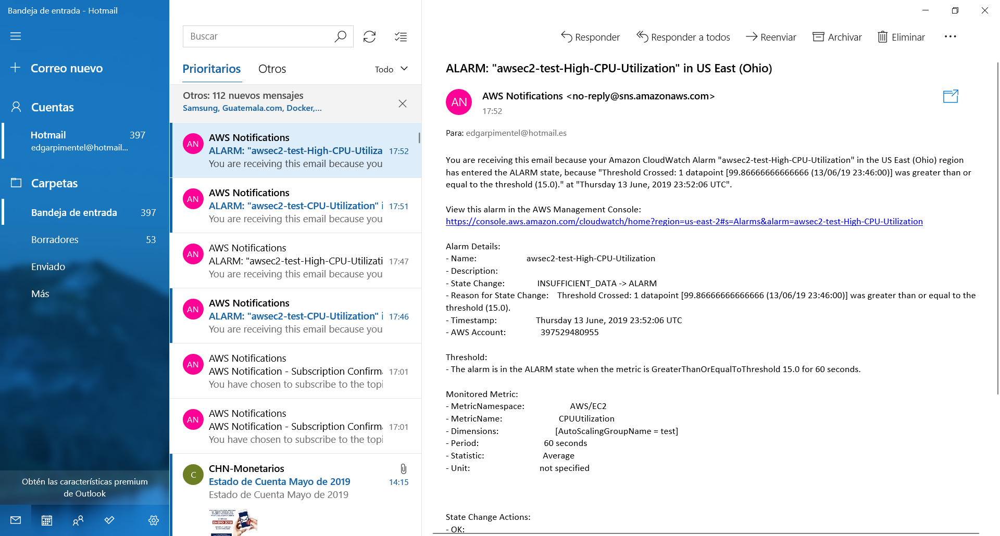 Bandeja de entrada - Hotmail
Correo nuevo
Cuentas
Hotmail 397
edgarpimentel@hotmail...
Carpetas
Bandeja de entrada 397
Borradores 53
Enviado
Más
Obtén las características premium
de Outlook
Buscar
Prioritarios Otros Todo
Otros: 112 nuevos mensajes
Samsung, Guatemala.com, Docker,...
AN
AWS Notifications
ALARM: "awsec2-test-High-CPU-Utiliza 17:52
You are receiving this email because you
AN
AWS Notifications
ALARM: "awsec2-test-CPU-Utilization" i 17:51
You are receiving this email because you
AN
AWS Notifications
ALARM: "awsec2-test-High-CPU-Utilizati 17:47
You are receiving this email because you
AN
AWS Notifications
ALARM: "awsec2-test-CPU-Utilization" i 17:46
You are receiving this email because you
AN
AWS Notifications
AWS Notification - Subscription Confirma 17:01
You have chosen to subscribe to the topi
AN
AWS Notifications
AWS Notification - Subscription Confirma 17:01
You have chosen to subscribe to the topi
C
CHN-Monetarios
Estado de Cuenta Mayo de 2019 14:15
Estado de Cuenta Mayo de 2019
ENERO 2019
Responder Responder a todos Reenviar Archivar Eliminar
ALARM: "awsec2-test-High-CPU-Utilization" in US East (Ohio)
AN
AWS Notifications <no-reply@sns.amazonaws.com>
17:52
Para: edgarpimentel@hotmail.es
You are receiving this email because your Amazon CloudWatch Alarm "awsec2-test-High-CPU-Utilization" in the US East (Ohio) region
has entered the ALARM state, because "Threshold Crossed: 1 datapoint [99.86666666666666 (13/06/19 23:46:00)] was greater than or
equal to the threshold (15.0)." at "Thursday 13 June, 2019 23:52:06 UTC".
View this alarm in the AWS Management Console:
https://console.aws.amazon.com/cloudwatch/home?region=us-east-2#s=Alarms&alarm=awsec2-test-High-CPU-Utilization
Alarm Details:
- Name: awsec2-test-High-CPU-Utilization
- Description:
- State Change: INSUFFICIENT_DATA -> ALARM
- Reason for State Change: Threshold Crossed: 1 datapoint [99.86666666666666 (13/06/19 23:46:00)] was greater than or equal to the
threshold (15.0).
- Timestamp: Thursday 13 June, 2019 23:52:06 UTC
- AWS Account: 397529480955
Threshold:
- The alarm is in the ALARM state when the metric is GreaterThanOrEqualToThreshold 15.0 for 60 seconds.
Monitored Metric:
- MetricNamespace: AWS/EC2
- MetricName: CPUUtilization
- Dimensions: [AutoScalingGroupName = test]
- Period: 60 seconds
- Statistic: Average
- Unit: not specified
State Change Actions:
- OK: